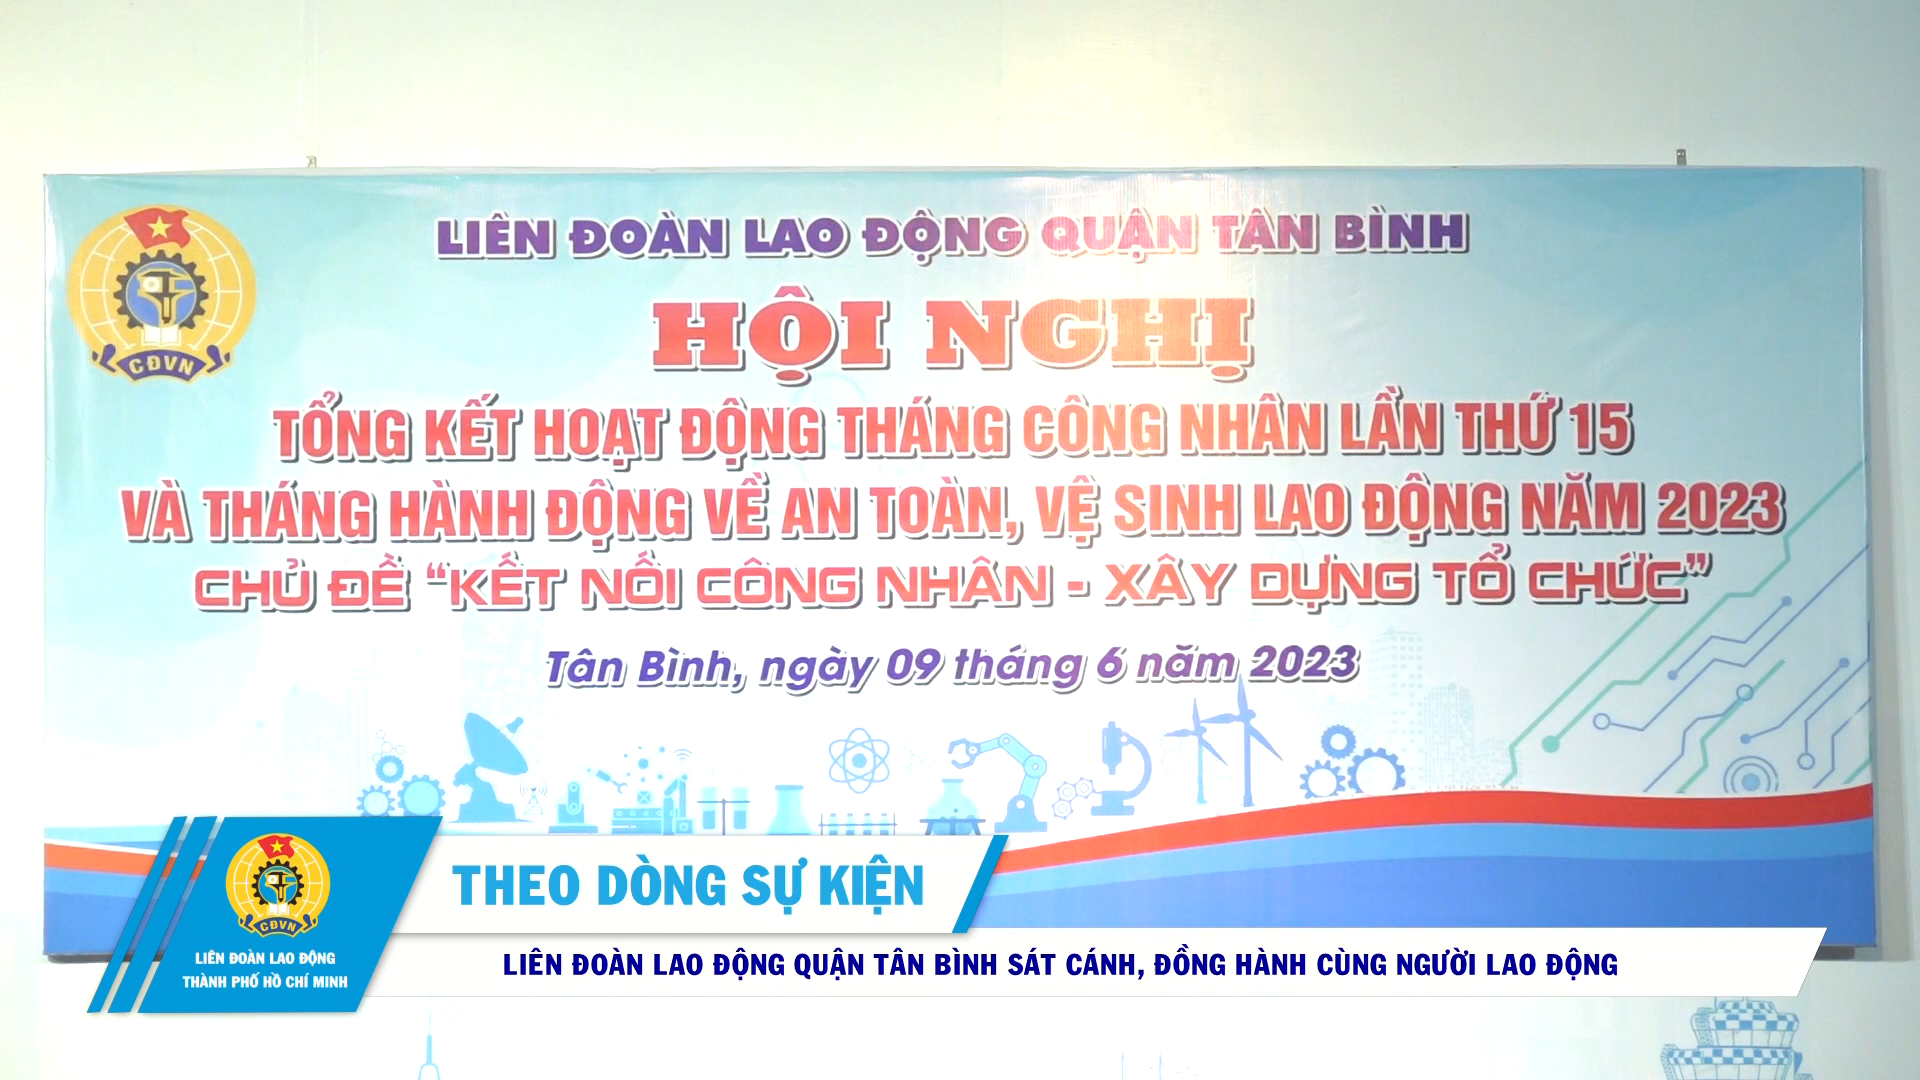 LIÊN ĐOÀN LAO ĐỘNG QUẬN TÂN BÌNH
HỘI NGHỊ
TỔNG KẾT HOẠT ĐỘNG THÁNG CÔNG NHÂN LẦN THỨ 15
VÀ THÁNG HÀNH ĐỘNG VỀ AN TOÀN, VỆ SINH LAO ĐỘNG NĂM 2023
CHỦ ĐỀ “KẾT NỐI CÔNG NHÂN - XÂY DỰNG TỔ CHỨC”
Tân Bình, ngày 09 tháng 6 năm 2023
CĐVN
THEO DÒNG SỰ KIỆN
CĐVN
LIÊN ĐOÀN LAO ĐỘNG
THÀNH PHỐ HỒ CHÍ MINH
LIÊN ĐOÀN LAO ĐỘNG QUẬN TÂN BÌNH SÁT CÁNH, ĐỒNG HÀNH CÙNG NGƯỜI LAO ĐỘNG